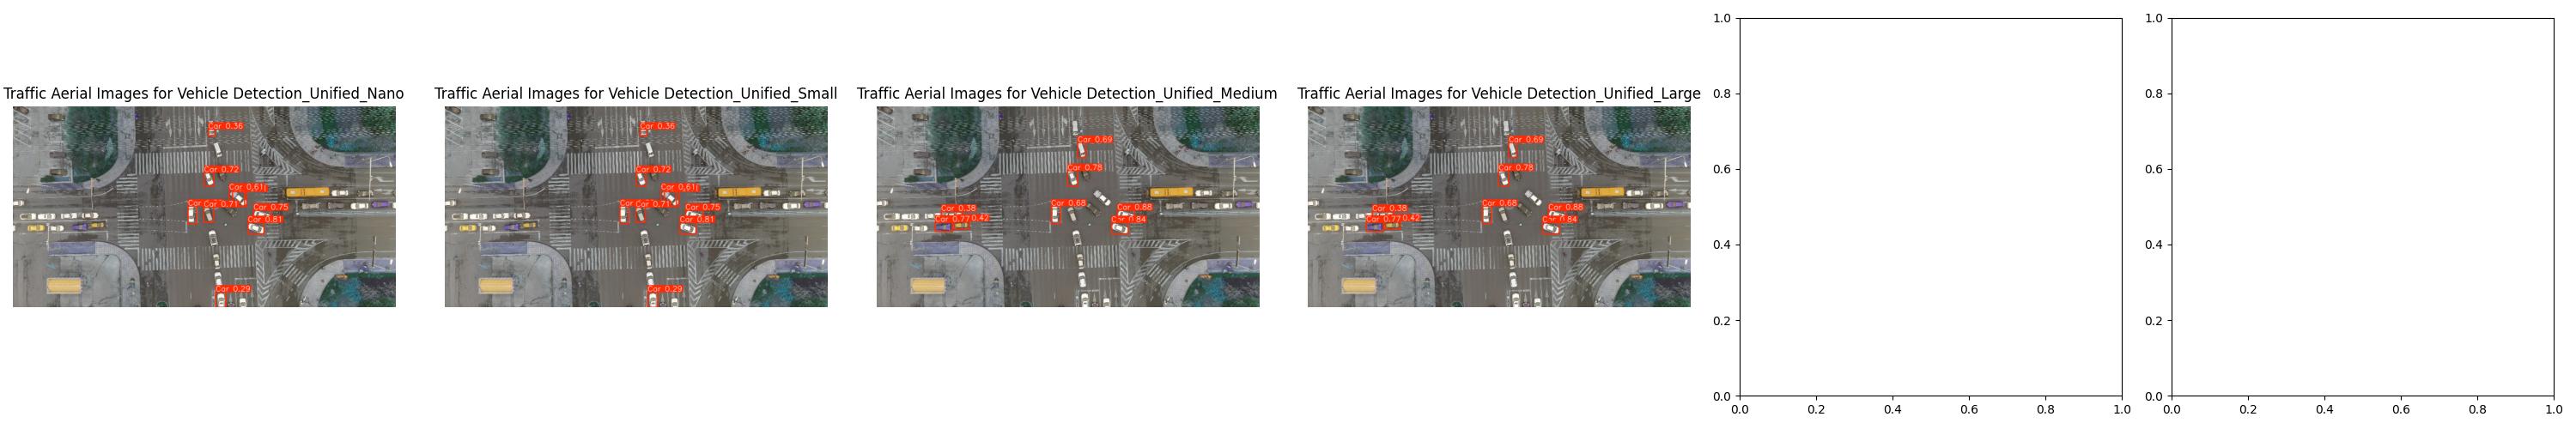 Traffic Aerial Images for Vehicle Detection_Unified_Nano
Car 0.36
Car 0.72
Car 0.61
Car 0.71
Car 0.75
Car 0.81
Car 0.29
Traffic Aerial Images for Vehicle Detection_Unified_Small
Car 0.36
Car 0.72
Car 0.61
Car 0.71
Car 0.75
Car 0.81
Car 0.29
Traffic Aerial Images for Vehicle Detection_Unified_Medium
Car 0.69
Car 0.78
Car 0.68
Car 0.38
Car 0.88
Car 0.77 0.42
0.84
Traffic Aerial Images for Vehicle Detection_Unified_Large
Car 0.69
Car 0.78
Car 0.68
Car 0.38
Car 0.88
Car 0.77 0.42
0.84
1.0
0.8
0.6
0.4
0.2
0.0
0.0 0.2 0.4 0.6 0.8 1.0
1.0
0.8
0.6
0.4
0.2
0.0
0.0 0.2 0.4 0.6 0.8 1.0